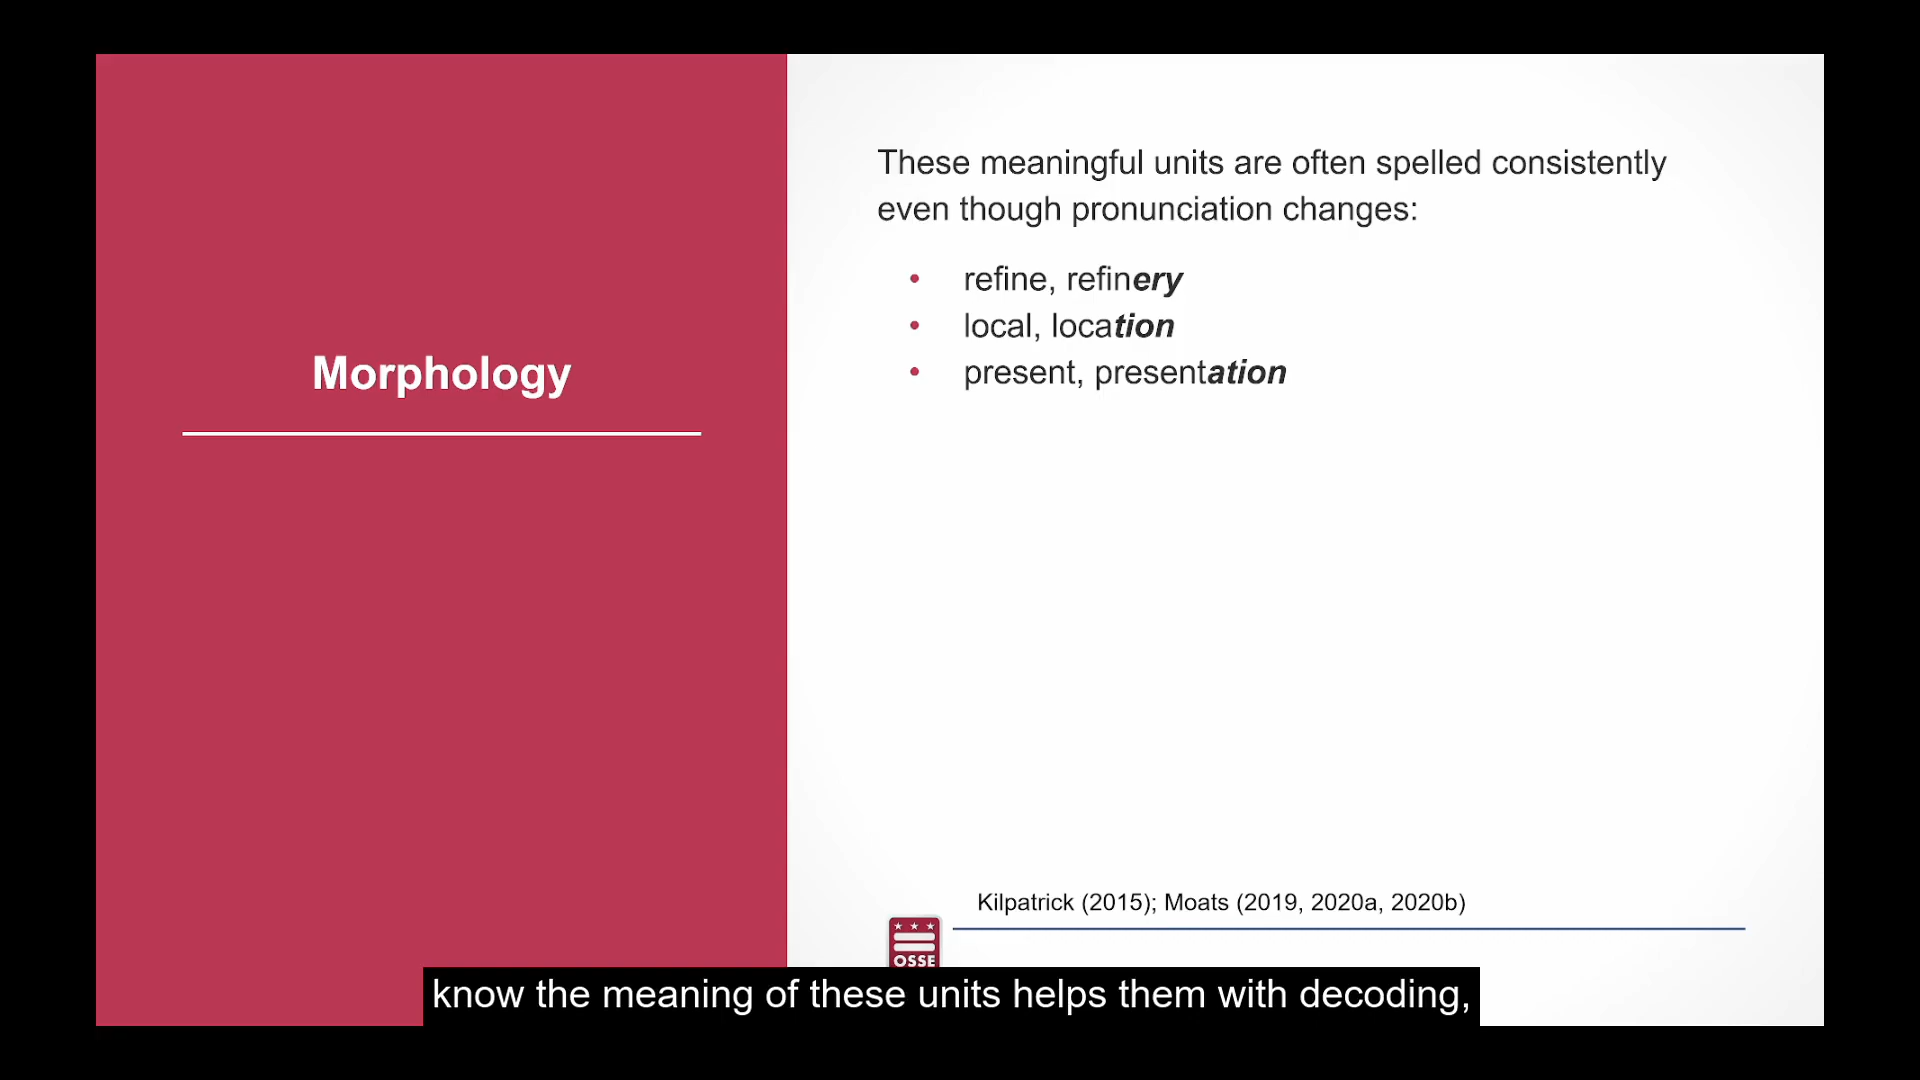 Morphology
These meaningful units are often spelled consistently
even though pronunciation changes:
• refine, refinery
• local, location
• present, presentation
Kilpatrick (2015); Moats (2019, 2020a, 2020b)
OSSE
know the meaning of these units helps them with decoding,